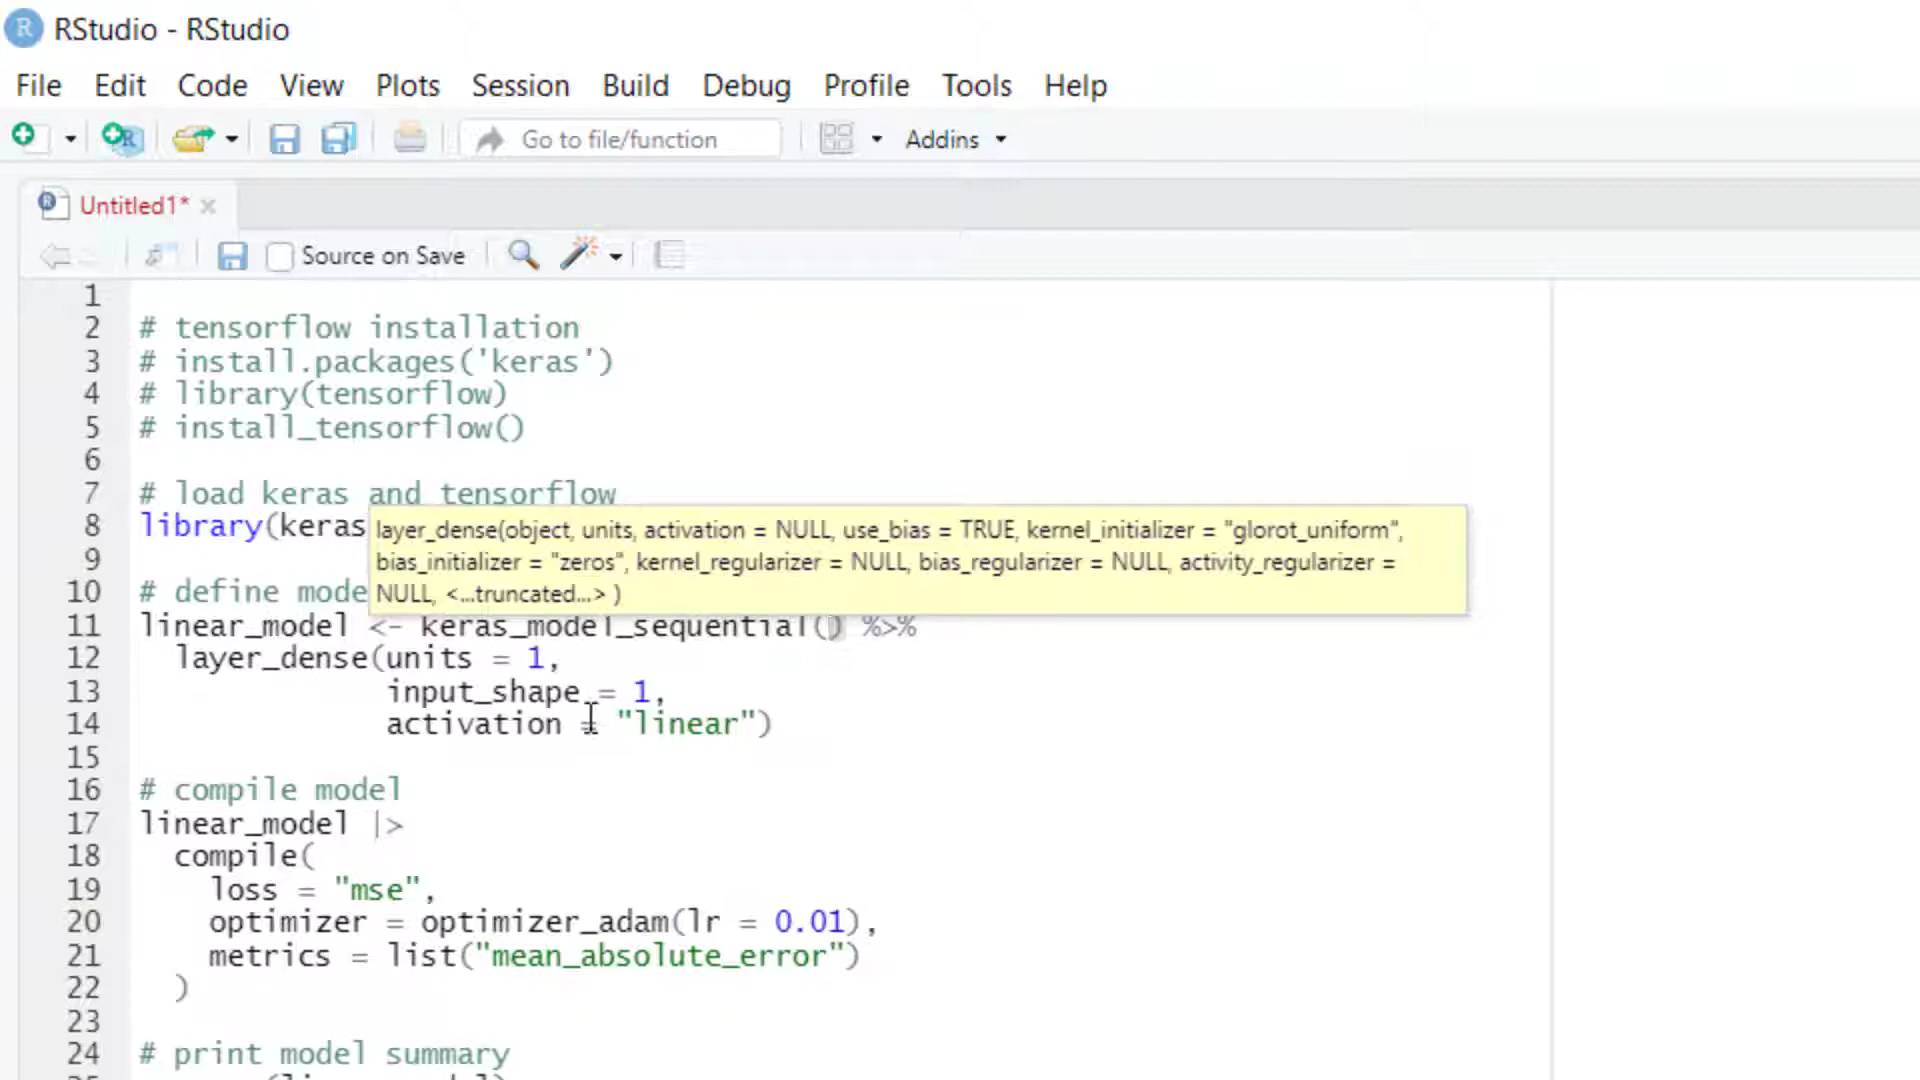 RStudio - RStudio
File Edit Code View Plots Session Build Debug Profile Tools Help
Go to file/function Addins
Untitled1*
Source on Save
1
2 # tensorflow installation
3 # install.packages('keras')
4 # library(tensorflow)
5 # install_tensorflow()
6
7 # load keras and tensorflow
8 library(keras
layer_dense(object, units, activation = NULL, use_bias = TRUE, kernel_initializer = "glorot_uniform",
bias_initializer = "zeros", kernel_regularizer = NULL, bias_regularizer = NULL, activity_regularizer =
NULL, <...truncated...> )
9
10 # define mode
11 linear_model <- keras_model_sequential() %>%
12 layer_dense(units = 1,
13 input_shape = 1,
14 activation = "linear")
15
16 # compile model
17 linear_model |>
18 compile(
19 loss = "mse",
20 optimizer = optimizer_adam(lr = 0.01),
21 metrics = list("mean_absolute_error")
22 )
23
24 # print model summary